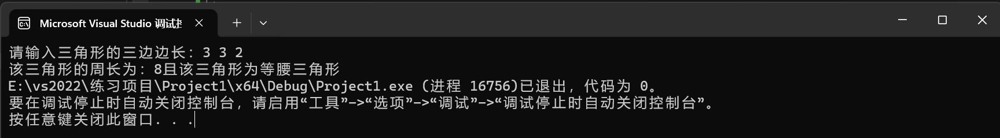 Microsoft Visual Studio 调试
请输入三角形的三边边长：3 3 2
该三角形的周长为：8且该三角形为等腰三角形
E:\vs2022\练习项目\Project1\x64\Debug\Project1.exe (进程 16756)已退出，代码为 0。
要在调试停止时自动关闭控制台，请启用“工具”->“选项”->“调试”->“调试停止时自动关闭控制台”。
按任意键关闭此窗口. . .